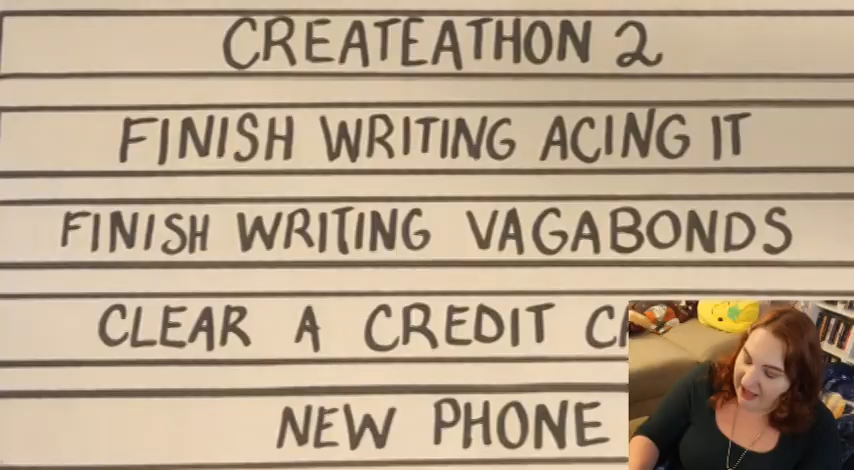 CREATEATHON 2
FINISH WRITING ACING IT
FINISH WRITING VAGABONDS
CLEAR A CREDIT
NEW PHONE